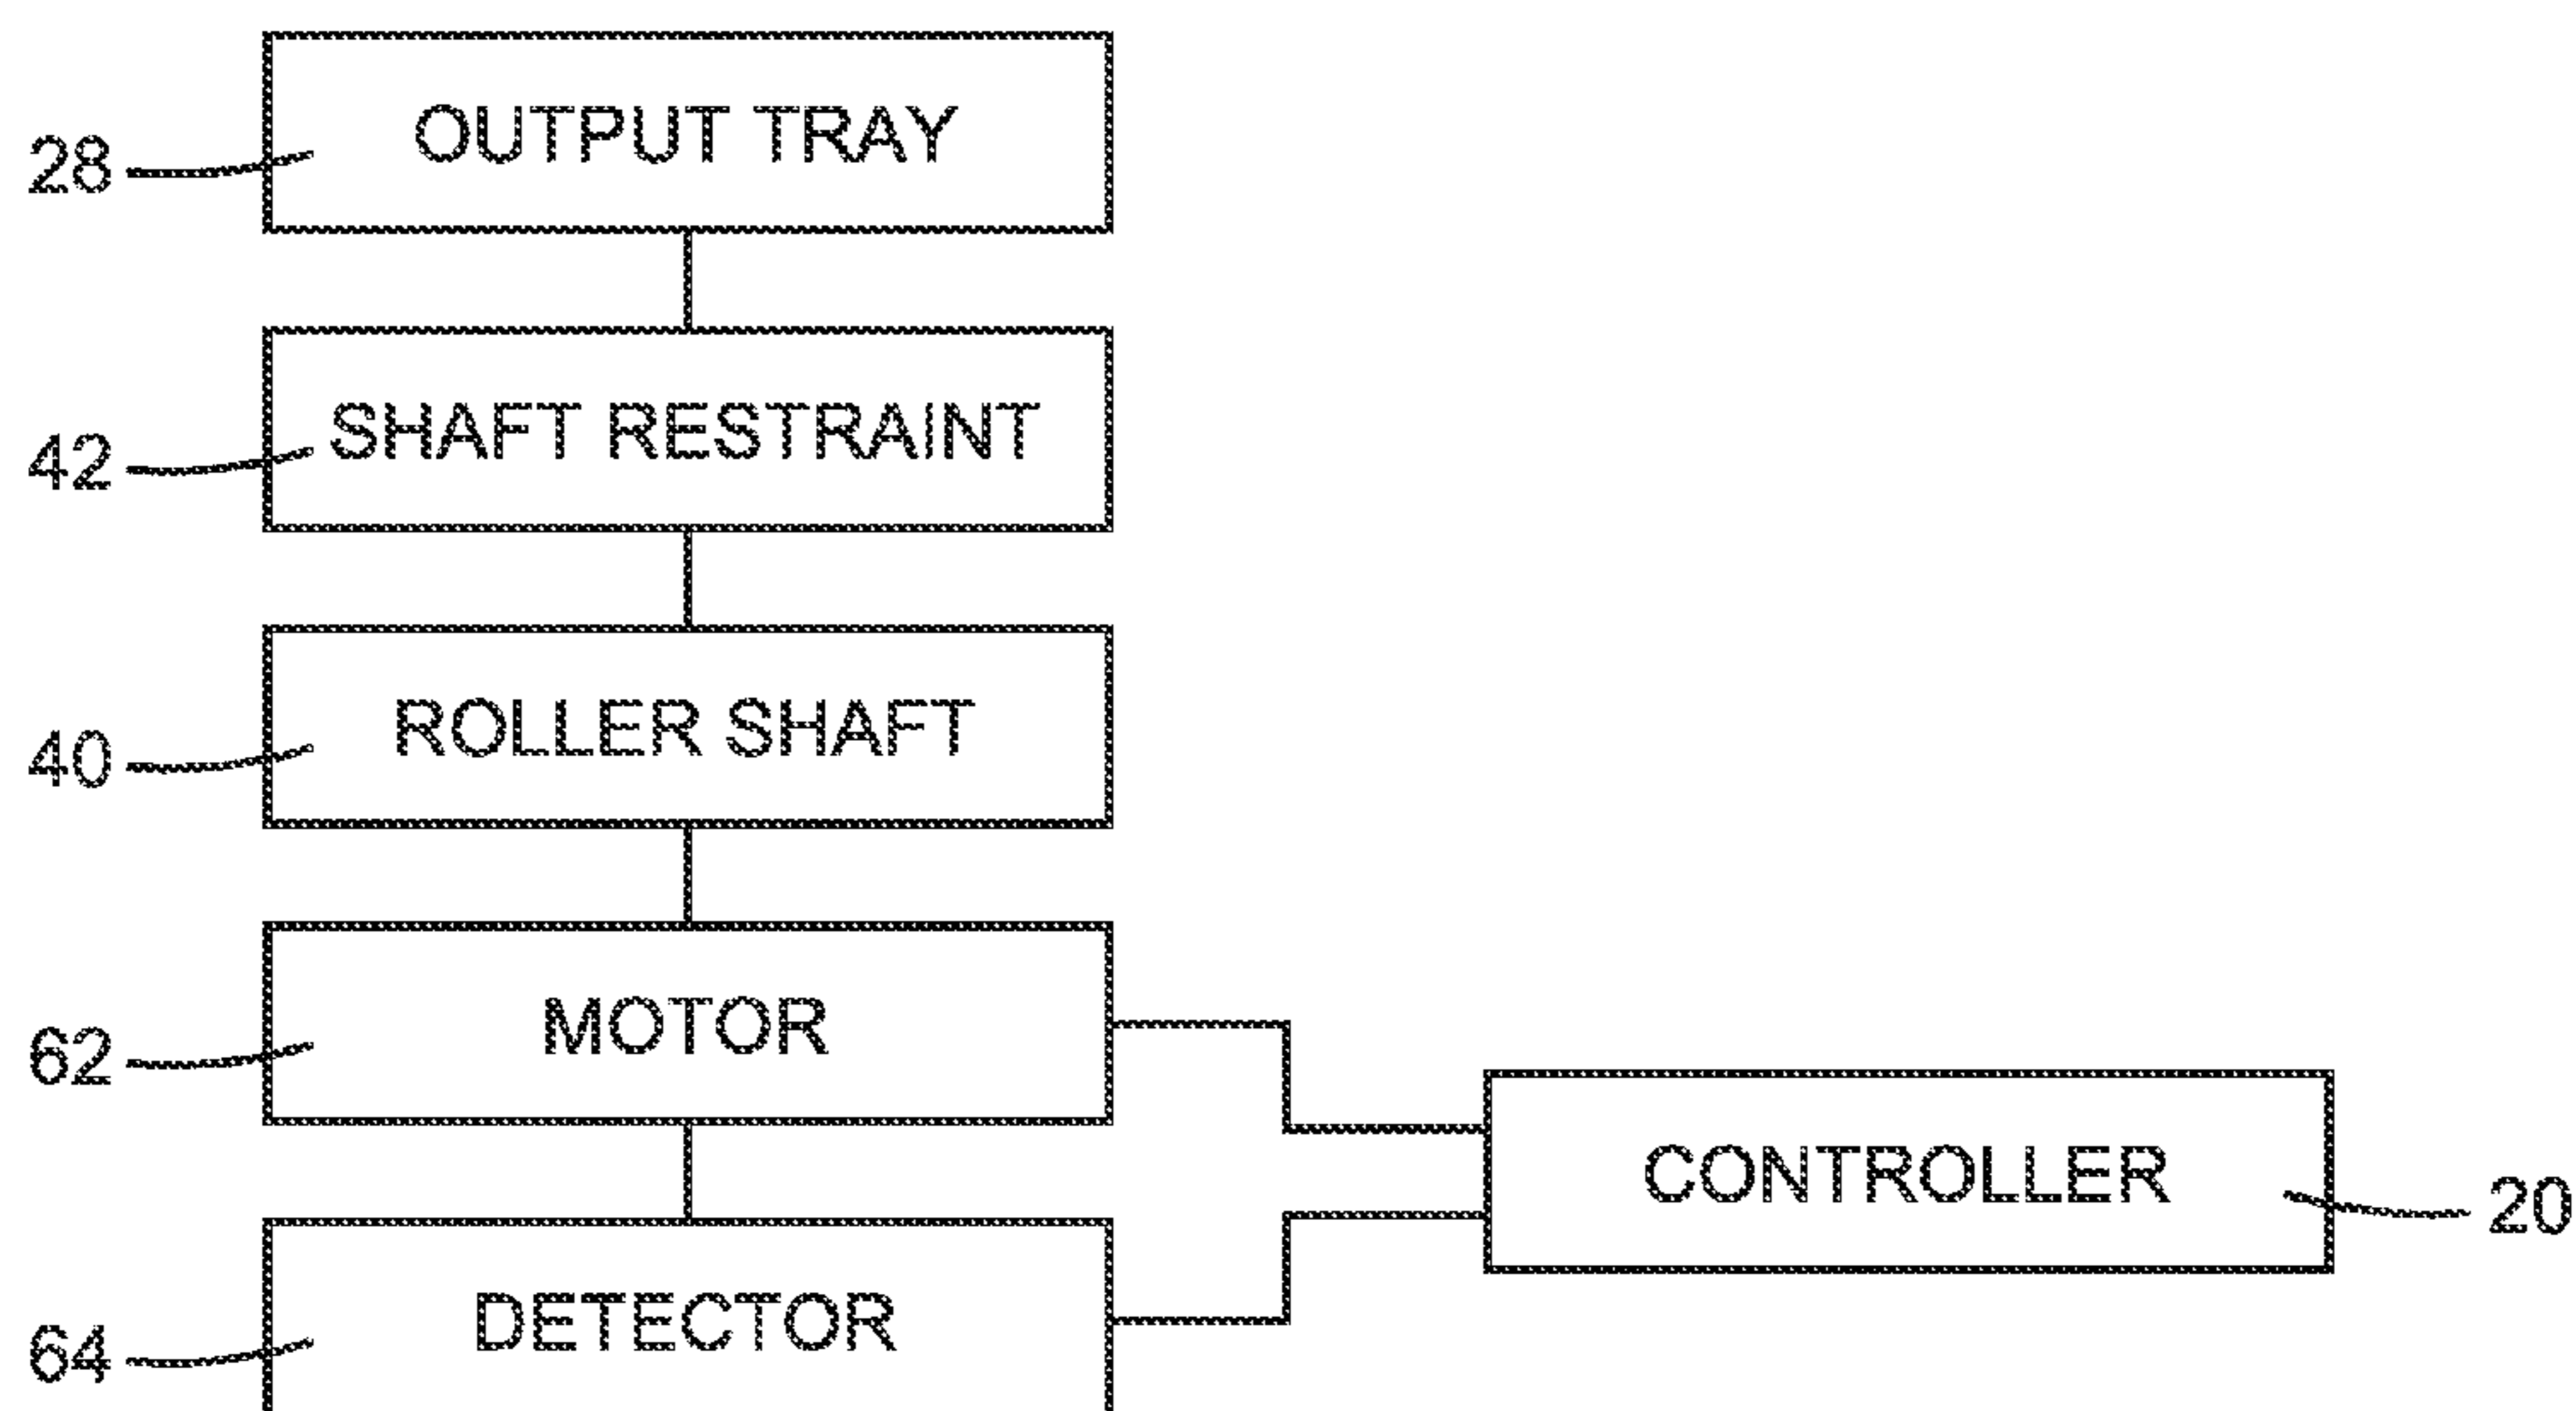 OUTPUT TRAY
28
SHAFT RESTRAINT
42
ROLLER SHAFT
40
MOTOR
62
CONTROLLER
20
DETECTOR
64